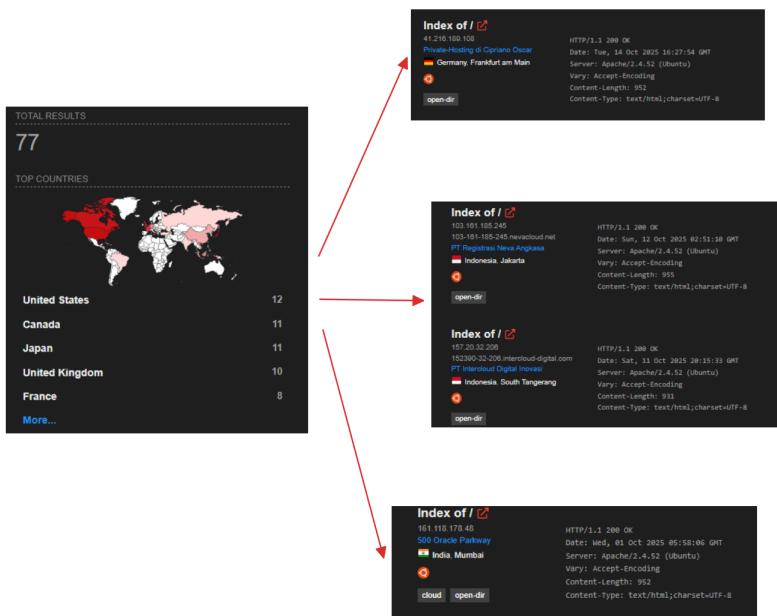 TOTAL RESULTS
77
TOP COUNTRIES
United States 12
Canada 11
Japan 11
United Kingdom 10
France 8
More...
Index of /
41.216.189.108
Private-Hosting di Cipriano Oscar
Germany, Frankfurt am Main
open-dir
HTTP/1.1 200 OK
Date: Tue, 14 Oct 2025 16:27:54 GMT
Server: Apache/2.4.52 (Ubuntu)
Vary: Accept-Encoding
Content-Length: 952
Content-Type: text/html;charset=UTF-8
Index of /
103.161.185.245
103-161-185-245.nevacloud.net
PT Registrasi Neva Angkasa
Indonesia, Jakarta
open-dir
HTTP/1.1 200 OK
Date: Sun, 12 Oct 2025 02:51:10 GMT
Server: Apache/2.4.52 (Ubuntu)
Vary: Accept-Encoding
Content-Length: 955
Content-Type: text/html;charset=UTF-8
Index of /
157.20.32.206
152390-32-206.intercloud-digital.com
PT Intercloud Digital Inovasi
Indonesia, South Tangerang
open-dir
HTTP/1.1 200 OK
Date: Sat, 11 Oct 2025 20:15:33 GMT
Server: Apache/2.4.52 (Ubuntu)
Vary: Accept-Encoding
Content-Length: 931
Content-Type: text/html;charset=UTF-8
Index of /
161.118.178.48
500 Oracle Parkway
India, Mumbai
cloud open-dir
HTTP/1.1 200 OK
Date: Wed, 01 Oct 2025 05:58:06 GMT
Server: Apache/2.4.52 (Ubuntu)
Vary: Accept-Encoding
Content-Length: 952
Content-Type: text/html;charset=UTF-8